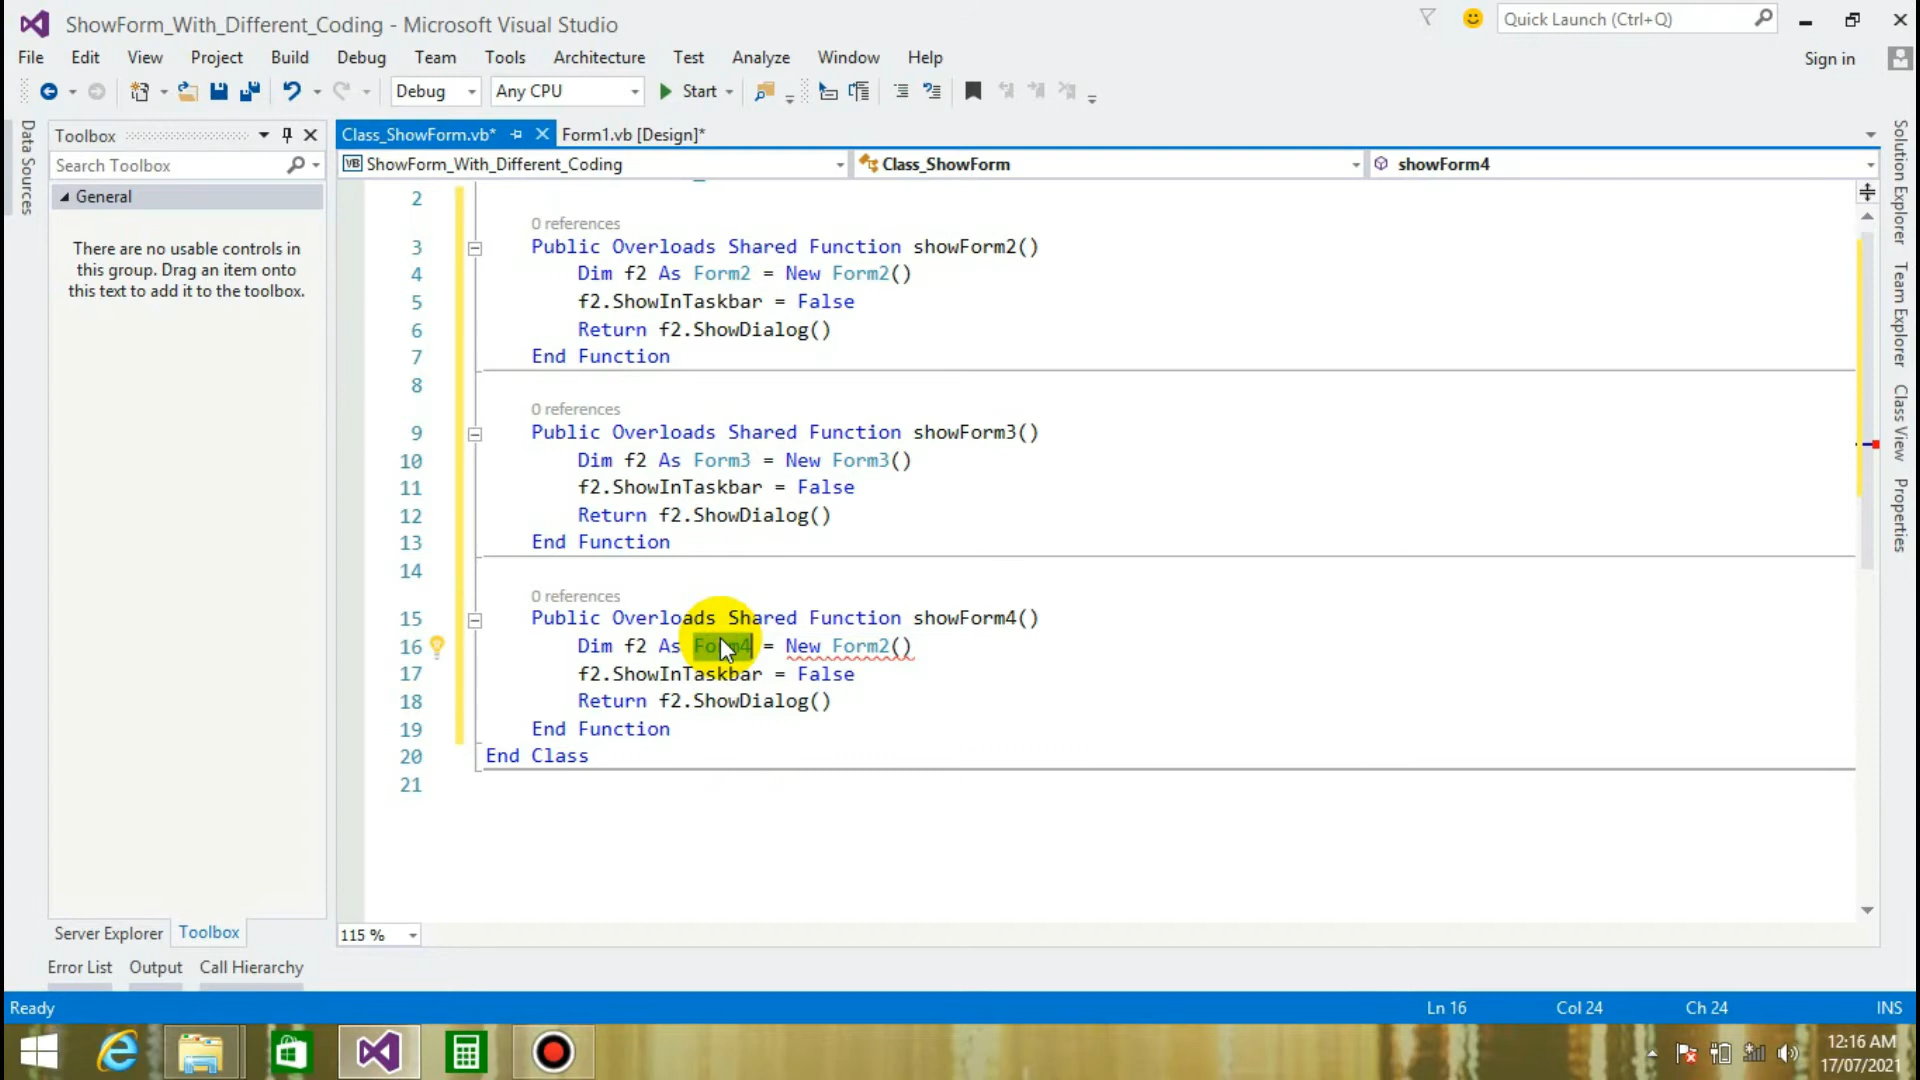 ShowForm_With_Different_Coding - Microsoft Visual Studio
Quick Launch (Ctrl+Q)
File Edit View Project Build Debug Team Tools Architecture Test Analyze Window Help
Sign in
Debug Any CPU Start
Data Sources
Toolbox
Search Toolbox
General
There are no usable controls in
this group. Drag an item onto
this text to add it to the toolbox.
Server Explorer Toolbox
Class_ShowForm.vb* Form1.vb [Design]*
VB ShowForm_With_Different_Coding Class_ShowForm showForm4
2
0 references
3 Public Overloads Shared Function showForm2()
4 Dim f2 As Form2 = New Form2()
5 f2.ShowInTaskbar = False
6 Return f2.ShowDialog()
7 End Function
8
0 references
9 Public Overloads Shared Function showForm3()
10 Dim f2 As Form3 = New Form3()
11 f2.ShowInTaskbar = False
12 Return f2.ShowDialog()
13 End Function
14
0 references
15 Public Overloads Shared Function showForm4()
16 Dim f2 As Form4 = New Form2()
17 f2.ShowInTaskbar = False
18 Return f2.ShowDialog()
19 End Function
20 End Class
21
115 %
Solution Explorer
Team Explorer
Class View
Properties
Error List Output Call Hierarchy
Ready Ln 16 Col 24 Ch 24 INS
12:16 AM
17/07/2021